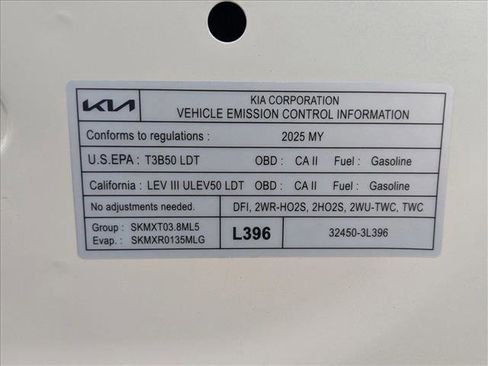 KIA KIA CORPORATION
VEHICLE EMISSION CONTROL INFORMATION
Conforms to regulations : 2025 MY
U.S.EPA : T3B50 LDT OBD : CA II Fuel : Gasoline
California : LEV III ULEV50 LDT OBD : CA II Fuel : Gasoline
No adjustments needed. DFI, 2WR-HO2S, 2HO2S, 2WU-TWC, TWC
Group : SKMXT03.8ML5
Evap. : SKMXR0135MLG
L396
32450-3L396